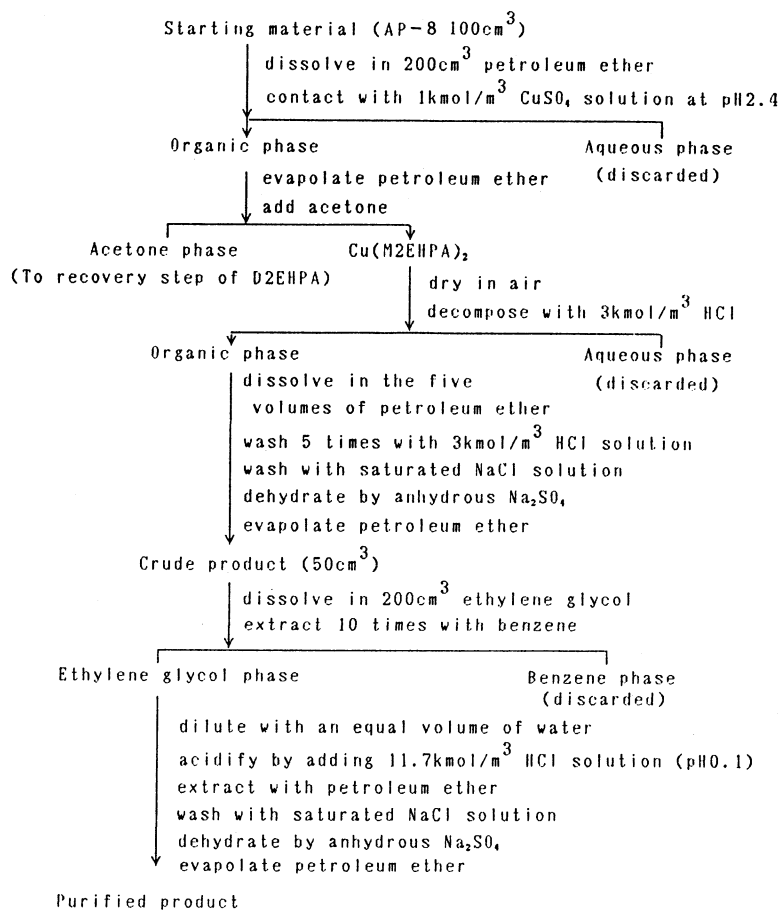 Starting material (AP-8 100cm³)
dissolve in 200cm³ petroleum ether
contact with 1kmol/m³ CuSO₄ solution at pH2.4
Organic phase
Aqueous phase
(discarded)
evapolate petroleum ether
add acetone
Acetone phase
(To recovery step of D2EHPA)
Cu(M2EHPA)₂
dry in air
decompose with 3kmol/m³ HCl
Organic phase
Aqueous phase
(discarded)
dissolve in the five
volumes of petroleum ether
wash 5 times with 3kmol/m³ HCl solution
wash with saturated NaCl solution
dehydrate by anhydrous Na₂SO₄
evapolate petroleum ether
Crude product (50cm³)
dissolve in 200cm³ ethylene glycol
extract 10 times with benzene
Ethylene glycol phase
Benzene phase
(discarded)
dilute with an equal volume of water
acidify by adding 11.7kmol/m³ HCl solution (pH0.1)
extract with petroleum ether
wash with saturated NaCl solution
dehydrate by anhydrous Na₂SO₄
evapolate petroleum ether
Purified product